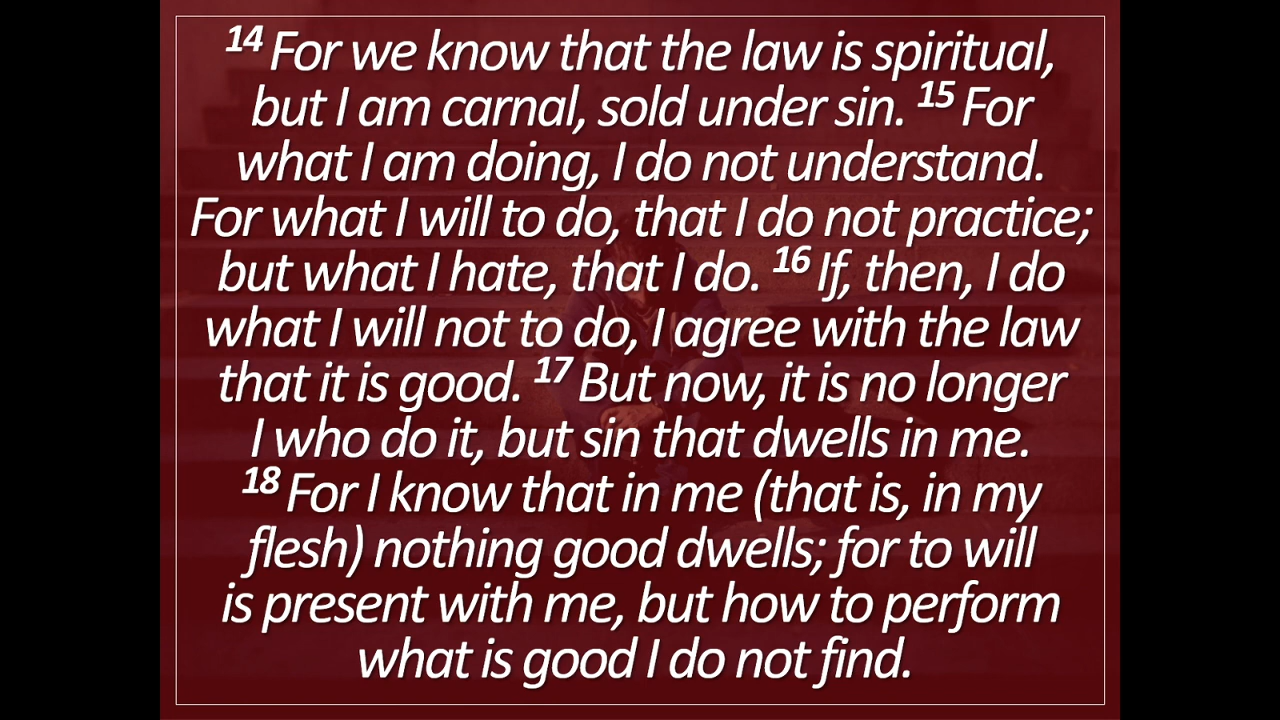 14 For we know that the law is spiritual,
but I am carnal, sold under sin. 15 For
what I am doing, I do not understand.
For what I will to do, that I do not practice;
but what I hate, that I do. 16 If, then, I do
what I will not to do, I agree with the law
that it is good. 17 But now, it is no longer
I who do it, but sin that dwells in me.
18 For I know that in me (that is, in my
flesh) nothing good dwells; for to will
is present with me, but how to perform
what is good I do not find.